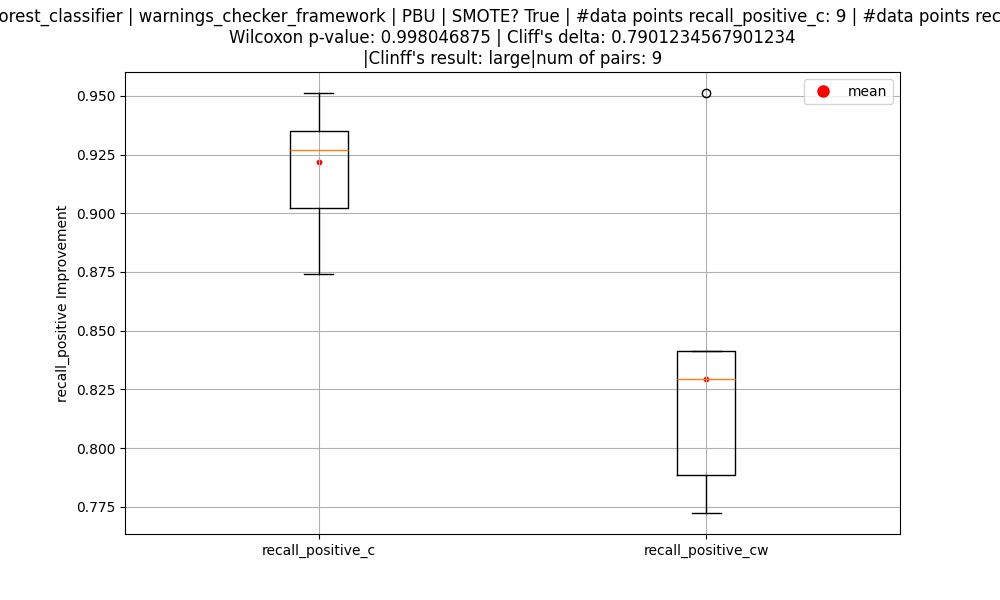 orest_classifier | warnings_checker_framework | PBU | SMOTE? True | #data points recall_positive_c: 9 | #data points rec
Wilcoxon p-value: 0.998046875 | Cliff's delta: 0.7901234567901234
|Clinff's result: large|num of pairs: 9
mean
0.950
0.925
0.900
0.875
0.850
0.825
0.800
0.775
recall_positive Improvement
recall_positive_c
recall_positive_cw